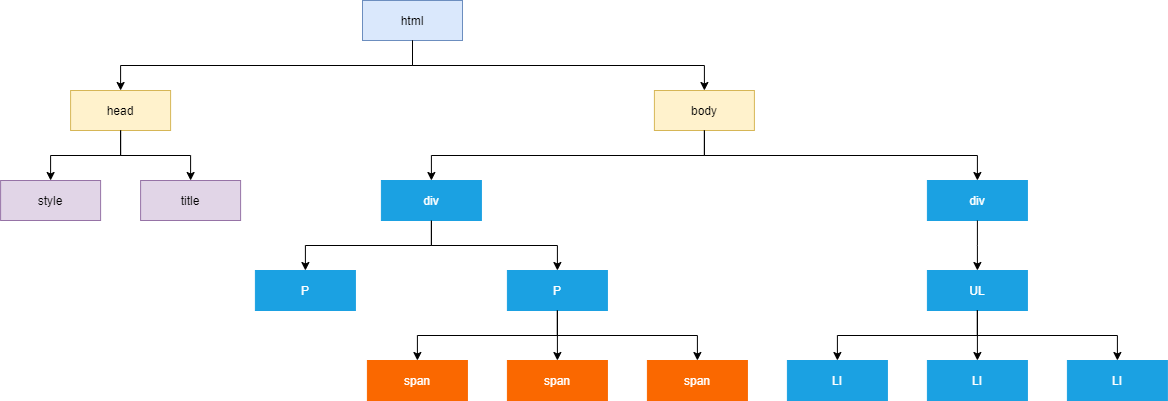 html
head
body
style
title
div
div
P
P
UL
span
span
span
LI
LI
LI